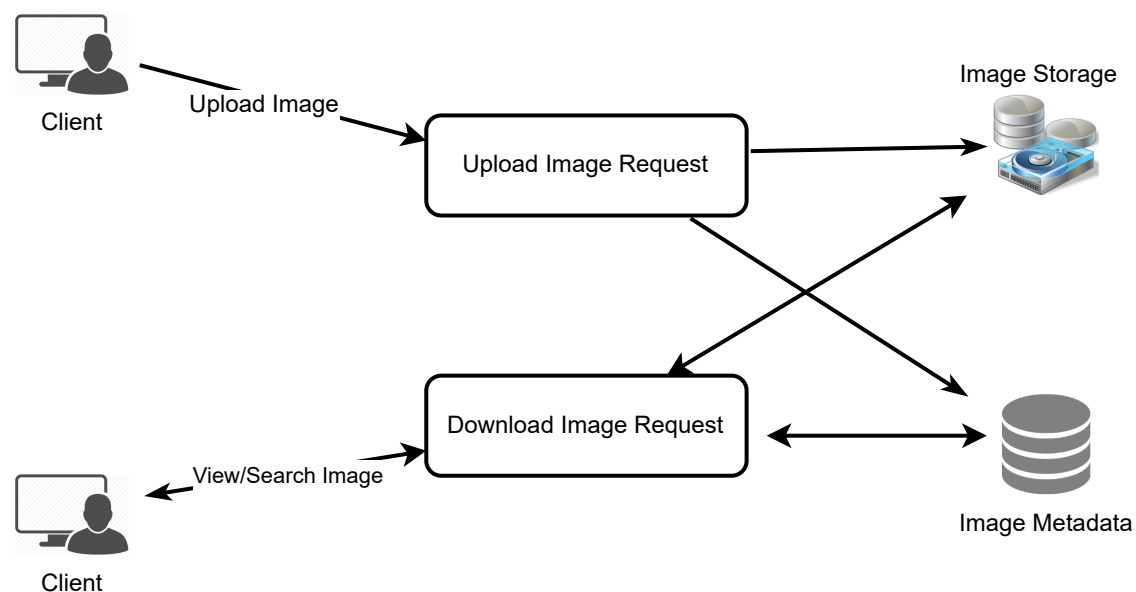 Image Storage
Upload Image
Client
Upload Image Request
Download Image Request
View/Search Image
Image Metadata
Client